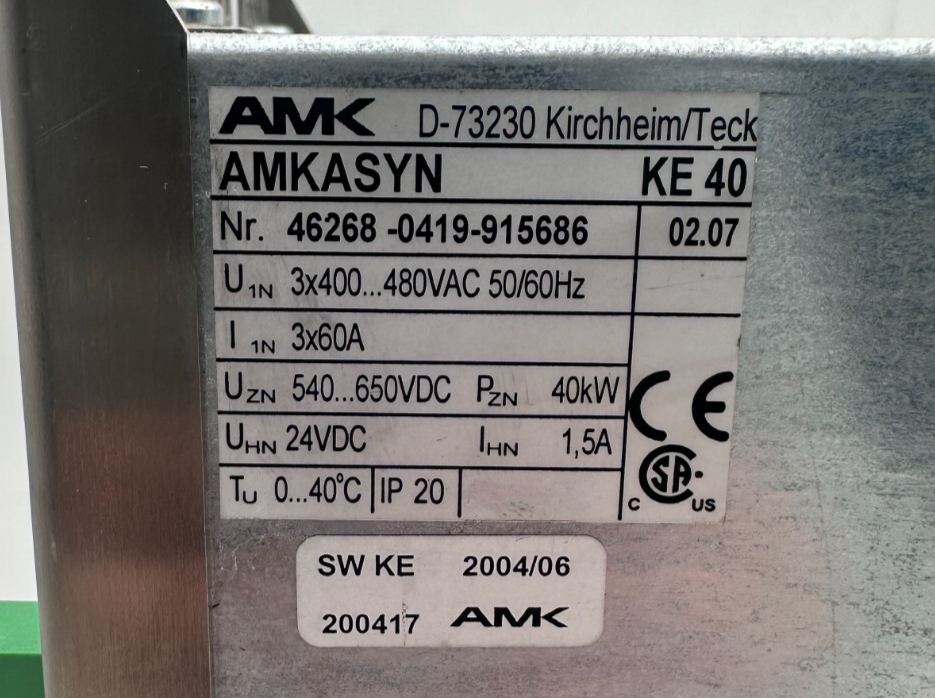 AMK D-73230 Kirchheim/Teck
AMKASYN KE 40
Nr. 46268 -0419-915686 02.07
U1N 3x400...480VAC 50/60Hz
I 1N 3x60A
UZN 540...650VDC PZN 40kW
UHN 24VDC IHN 1,5A
TU 0...40°C IP 20
CE
C SA US
SW KE 2004/06
200417 AMK